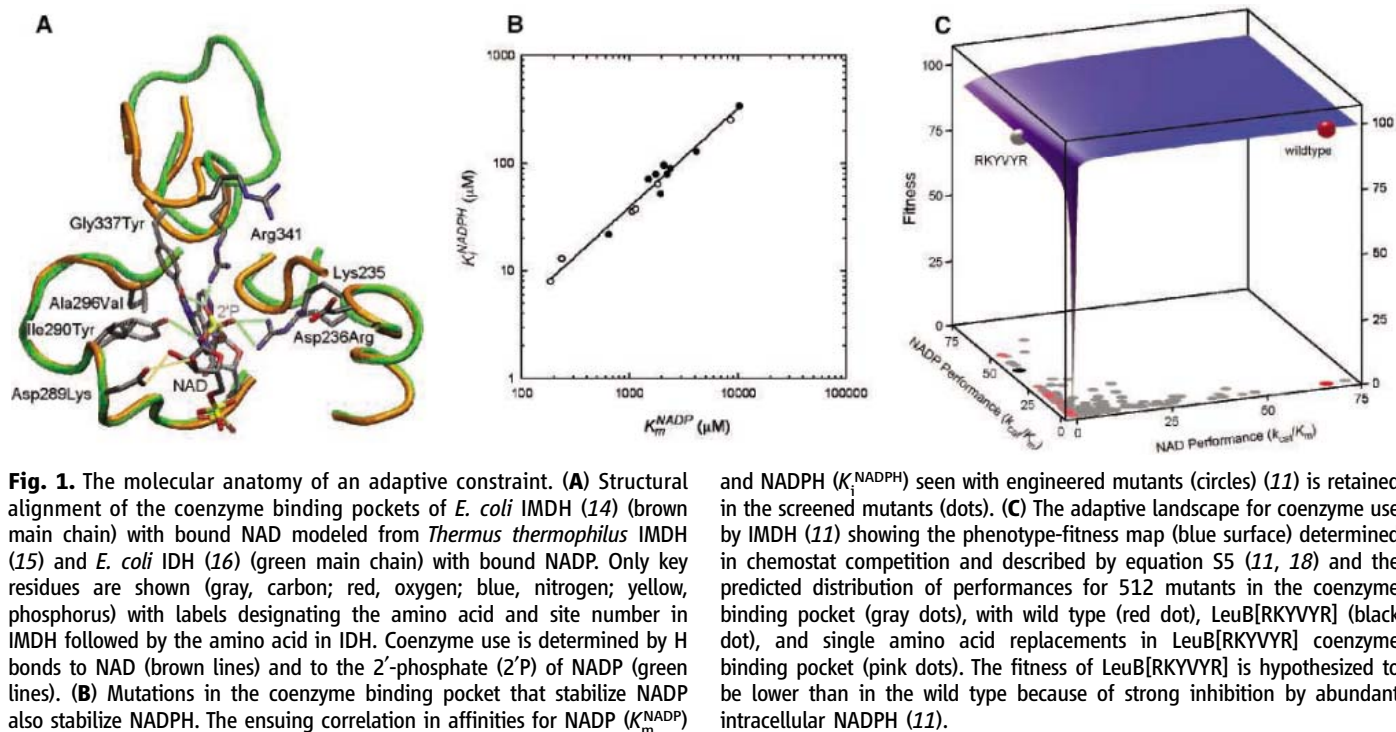 A
Gly337Tyr
Arg341
Lys235
Ala296Val
2'P
Ile290Tyr
Asp236Arg
NAD
Asp289Lys
B
1000
100
10
1
100
1000
10000
100000
K_i^NADPH (μM)
K_m^NADP (μM)
C
100
75
50
25
0
Fitness
RKYVYR
wildtype
100
75
50
25
0
75
50
25
0
NADP Performance (k_cat/K_m)
0
25
50
75
NAD Performance (k_cat/K_m)
Fig. 1. The molecular anatomy of an adaptive constraint. (A) Structural
alignment of the coenzyme binding pockets of E. coli IMDH (14) (brown
main chain) with bound NAD modeled from Thermus thermophilus IMDH
(15) and E. coli IDH (16) (green main chain) with bound NADP. Only key
residues are shown (gray, carbon; red, oxygen; blue, nitrogen; yellow,
phosphorus) with labels designating the amino acid and site number in
IMDH followed by the amino acid in IDH. Coenzyme use is determined by H
bonds to NAD (brown lines) and to the 2′-phosphate (2′P) of NADP (green
lines). (B) Mutations in the coenzyme binding pocket that stabilize NADP
also stabilize NADPH. The ensuing correlation in affinities for NADP (K_m^NADP)
and NADPH (K_i^NADPH) seen with engineered mutants (circles) (11) is retained
in the screened mutants (dots). (C) The adaptive landscape for coenzyme use
by IMDH (11) showing the phenotype-fitness map (blue surface) determined
in chemostat competition and described by equation S5 (11, 18) and the
predicted distribution of performances for 512 mutants in the coenzyme
binding pocket (gray dots), with wild type (red dot), LeuB[RKYVYR] (black
dot), and single amino acid replacements in LeuB[RKYVYR] coenzyme
binding pocket (pink dots). The fitness of LeuB[RKYVYR] is hypothesized to
be lower than in the wild type because of strong inhibition by abundant
intracellular NADPH (11).